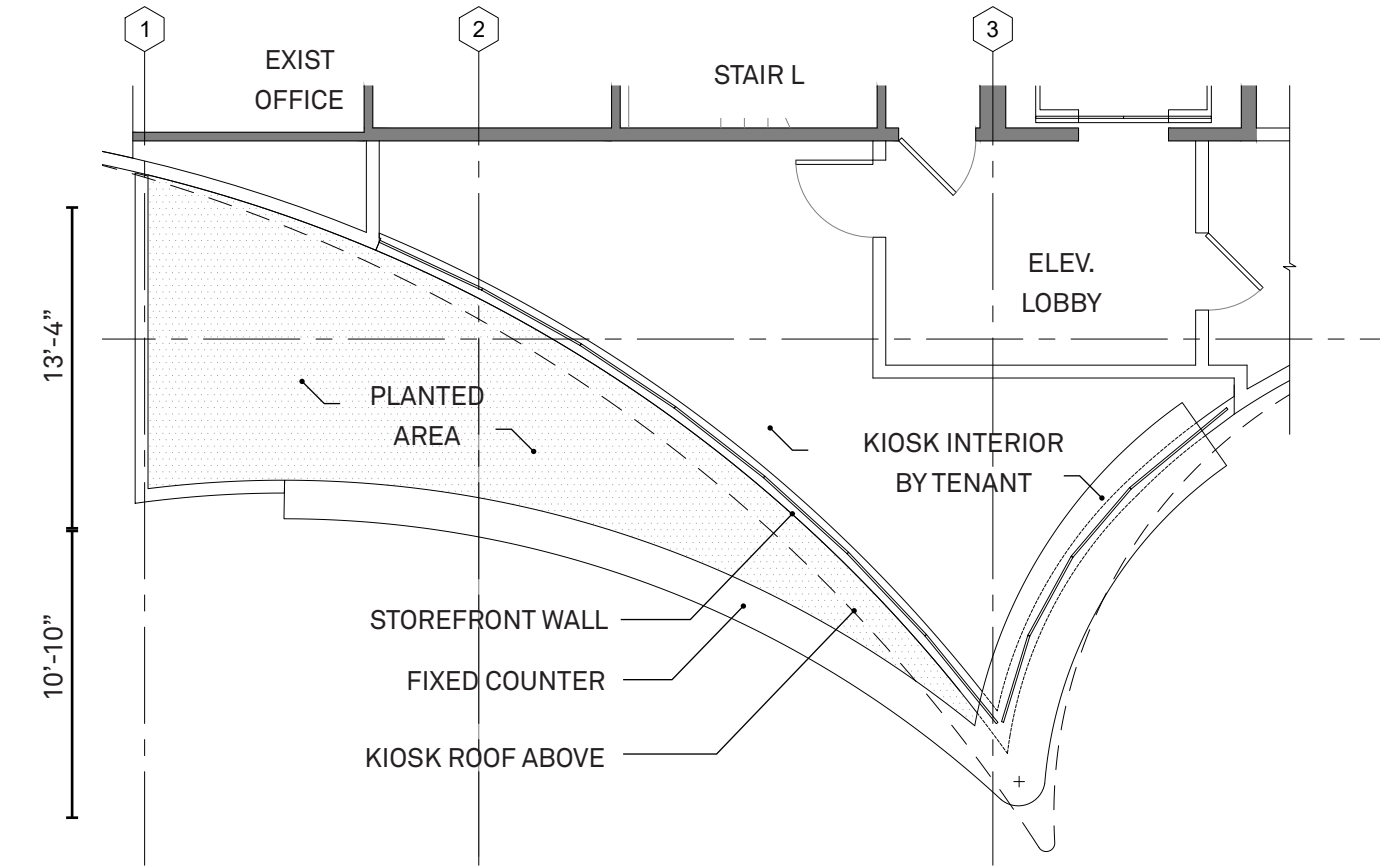 1
2
3
EXIST
OFFICE
STAIR L
ELEV.
LOBBY
13’-4”
PLANTED
AREA
KIOSK INTERIOR
BY TENANT
10’-10”
STOREFRONT WALL
FIXED COUNTER
KIOSK ROOF ABOVE